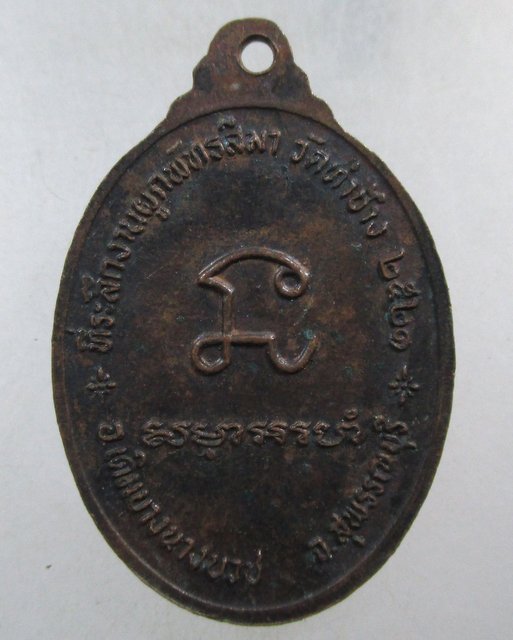 ที่ระลึกงานผูกพัทธสีมา วัดท่าช้าง ๒๕๒๑
อ.เดิมบางนางบวช จ.สุพรรณบุรี